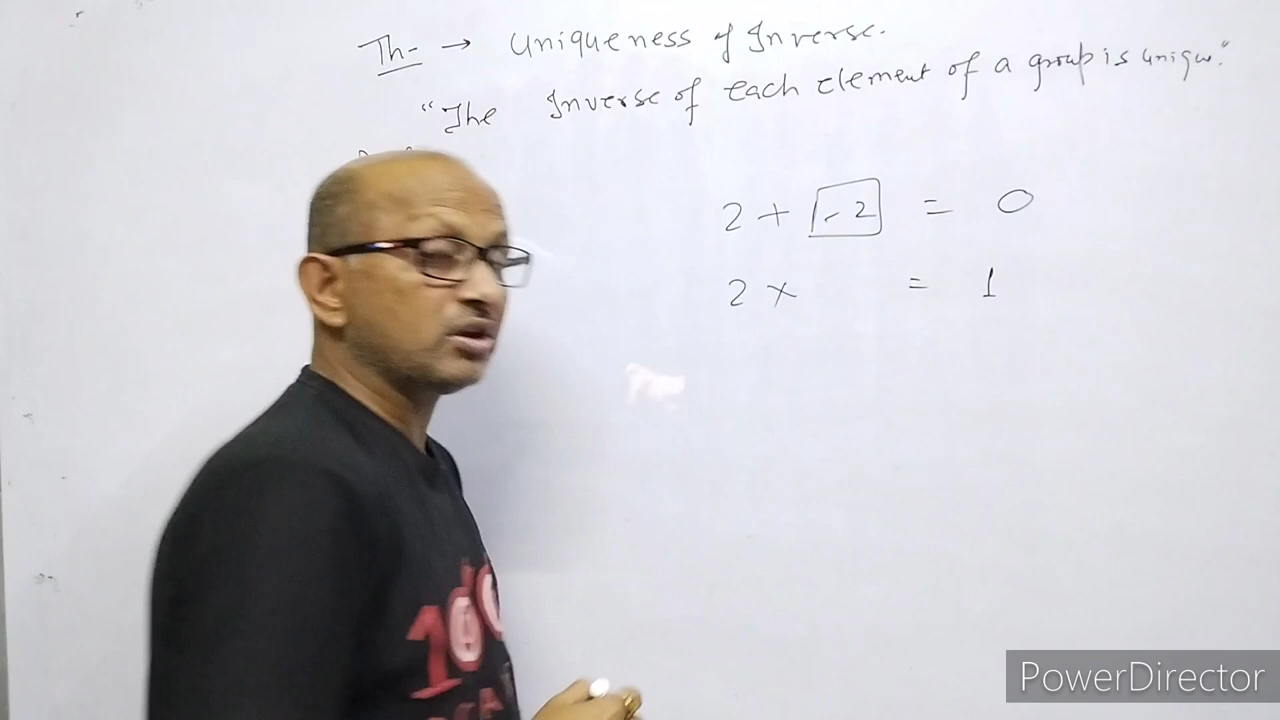 Th- → Uniqueness of Inverse.
"The Inverse of each element of a group is unique."
2 + -2 = 0
2 × = 1
100
PowerDirector